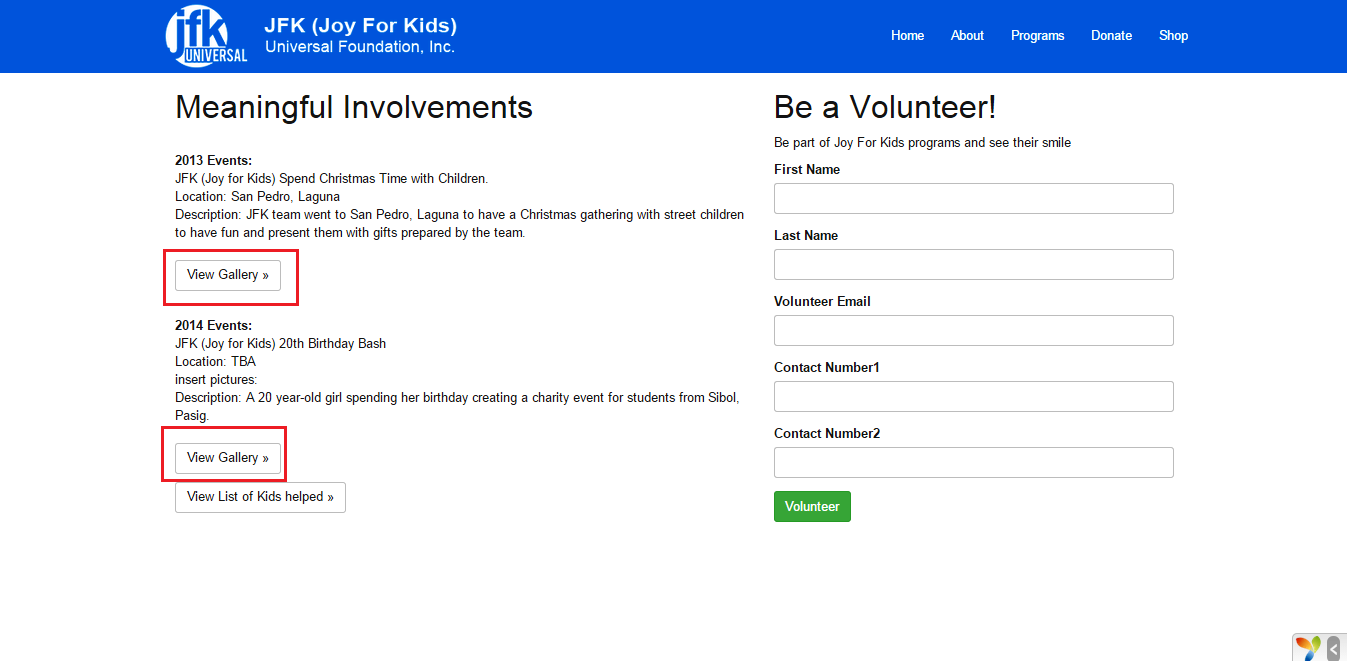 jfk
UNIVERSAL
JFK (Joy For Kids)
Universal Foundation, Inc.
Home
About
Programs
Donate
Shop
Meaningful Involvements
2013 Events:
JFK (Joy for Kids) Spend Christmas Time with Children.
Location: San Pedro, Laguna
Description: JFK team went to San Pedro, Laguna to have a Christmas gathering with street children
to have fun and present them with gifts prepared by the team.
View Gallery »
2014 Events:
JFK (Joy for Kids) 20th Birthday Bash
Location: TBA
insert pictures:
Description: A 20 year-old girl spending her birthday creating a charity event for students from Sibol,
Pasig.
View Gallery »
View List of Kids helped »
Be a Volunteer!
Be part of Joy For Kids programs and see their smile
First Name
Last Name
Volunteer Email
Contact Number1
Contact Number2
Volunteer